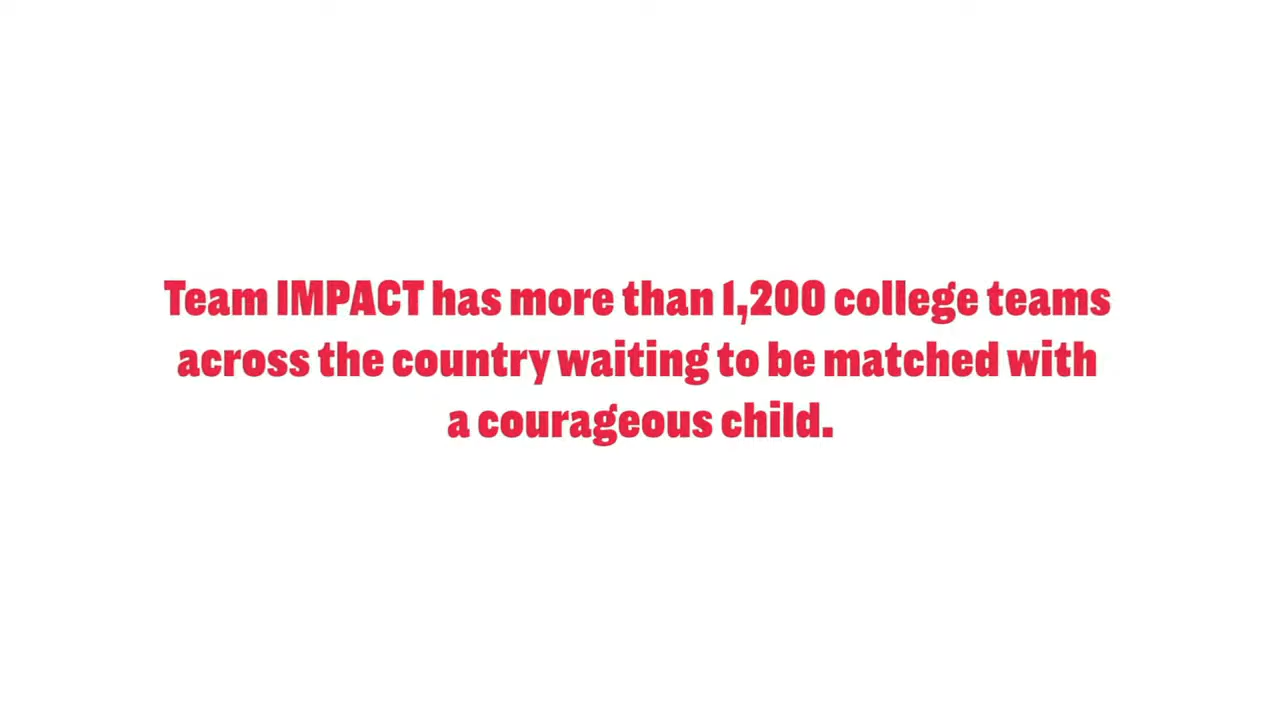 Team IMPACT has more than 1,200 college teams
across the country waiting to be matched with
a courageous child.